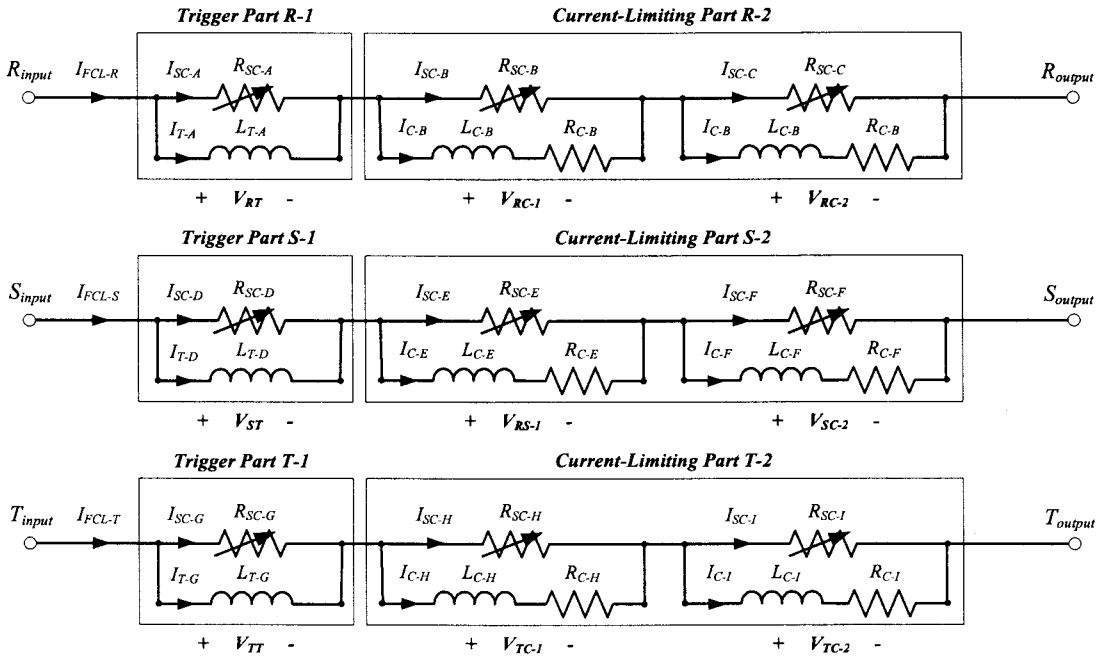 Trigger Part R-1 Current-Limiting Part R-2
R_input I_FCL-R I_SC-A R_SC-A I_SC-B R_SC-B I_SC-C R_SC-C R_output
I_T-A L_T-A I_C-B L_C-B R_C-B I_C-B L_C-B R_C-B
+ V_RT - + V_RC-1 - + V_RC-2 -
Trigger Part S-1 Current-Limiting Part S-2
S_input I_FCL-S I_SC-D R_SC-D I_SC-E R_SC-E I_SC-F R_SC-F S_output
I_T-D L_T-D I_C-E L_C-E R_C-E I_C-F L_C-F R_C-F
+ V_ST - + V_RS-1 - + V_SC-2 -
Trigger Part T-1 Current-Limiting Part T-2
T_input I_FCL-T I_SC-G R_SC-G I_SC-H R_SC-H I_SC-I R_SC-I T_output
I_T-G L_T-G I_C-H L_C-H R_C-H I_C-I L_C-I R_C-I
+ V_TT - + V_TC-1 - + V_TC-2 -